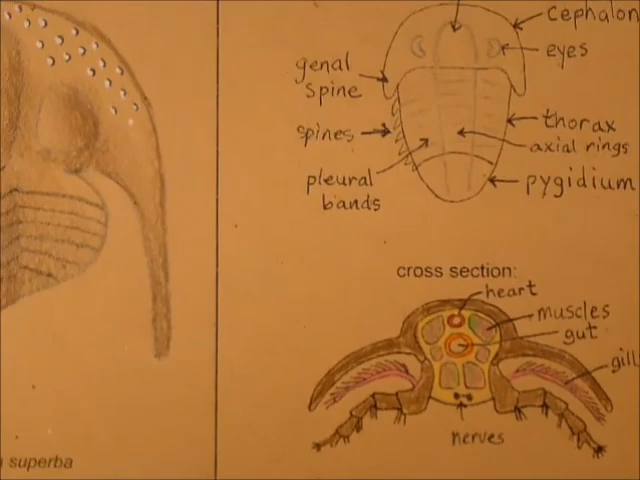 cephalon
eyes
genal
spine
spines
thorax
axial rings
pleural
bands
pygidium
cross section:
heart
muscles
gut
gill
nerves
superba